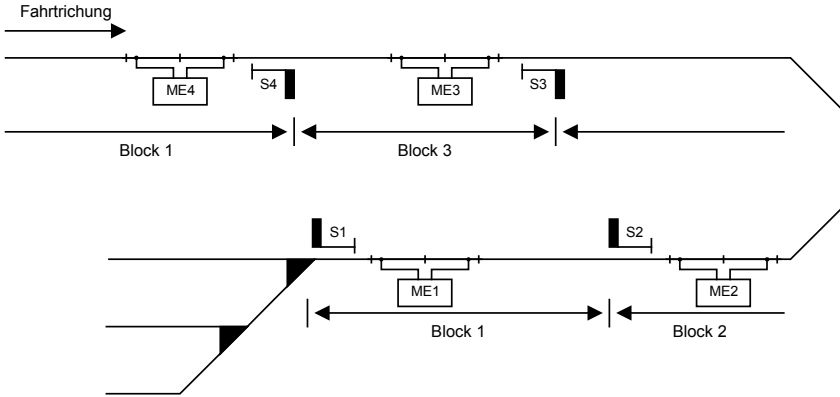 Fahrtrichung
ME4
S4
ME3
S3
Block 1
Block 3
S1
S2
ME1
ME2
Block 1
Block 2